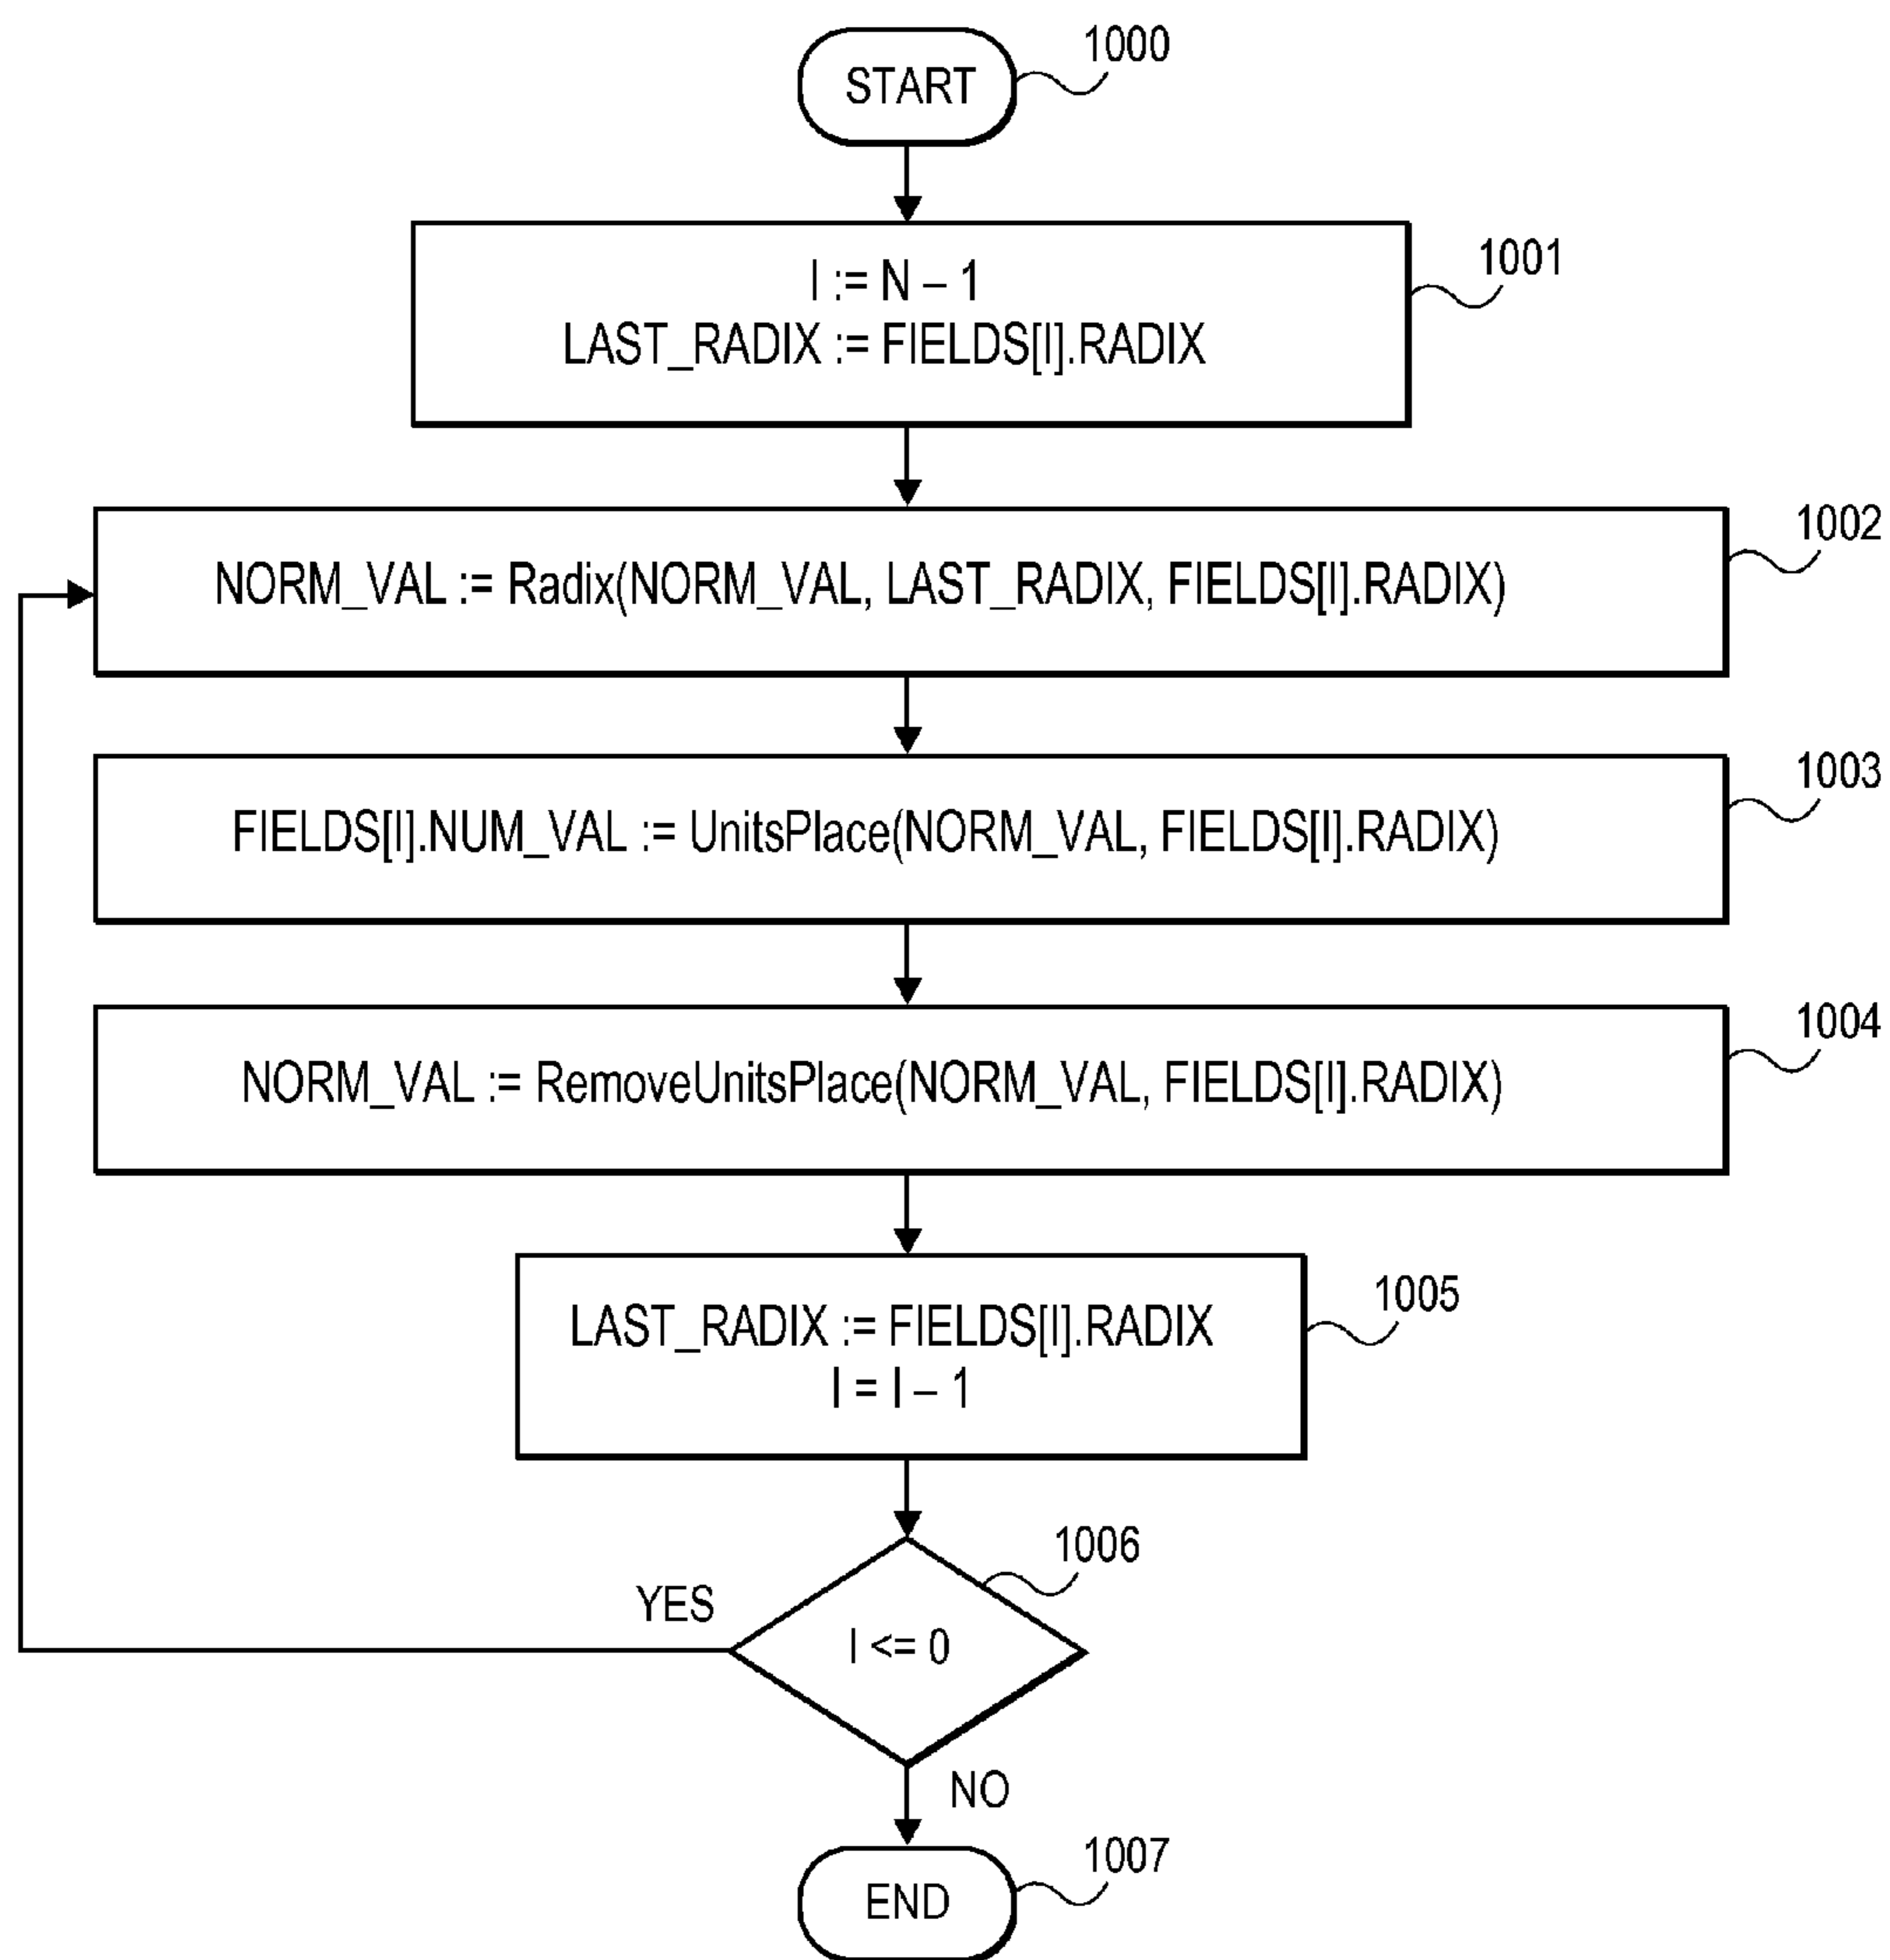 START
1000
I := N – 1
LAST_RADIX := FIELDS[I].RADIX
1001
NORM_VAL := Radix(NORM_VAL, LAST_RADIX, FIELDS[I].RADIX)
1002
FIELDS[I].NUM_VAL := UnitsPlace(NORM_VAL, FIELDS[I].RADIX)
1003
NORM_VAL := RemoveUnitsPlace(NORM_VAL, FIELDS[I].RADIX)
1004
LAST_RADIX := FIELDS[I].RADIX
I = I – 1
1005
1006
YES
I <= 0
NO
END
1007